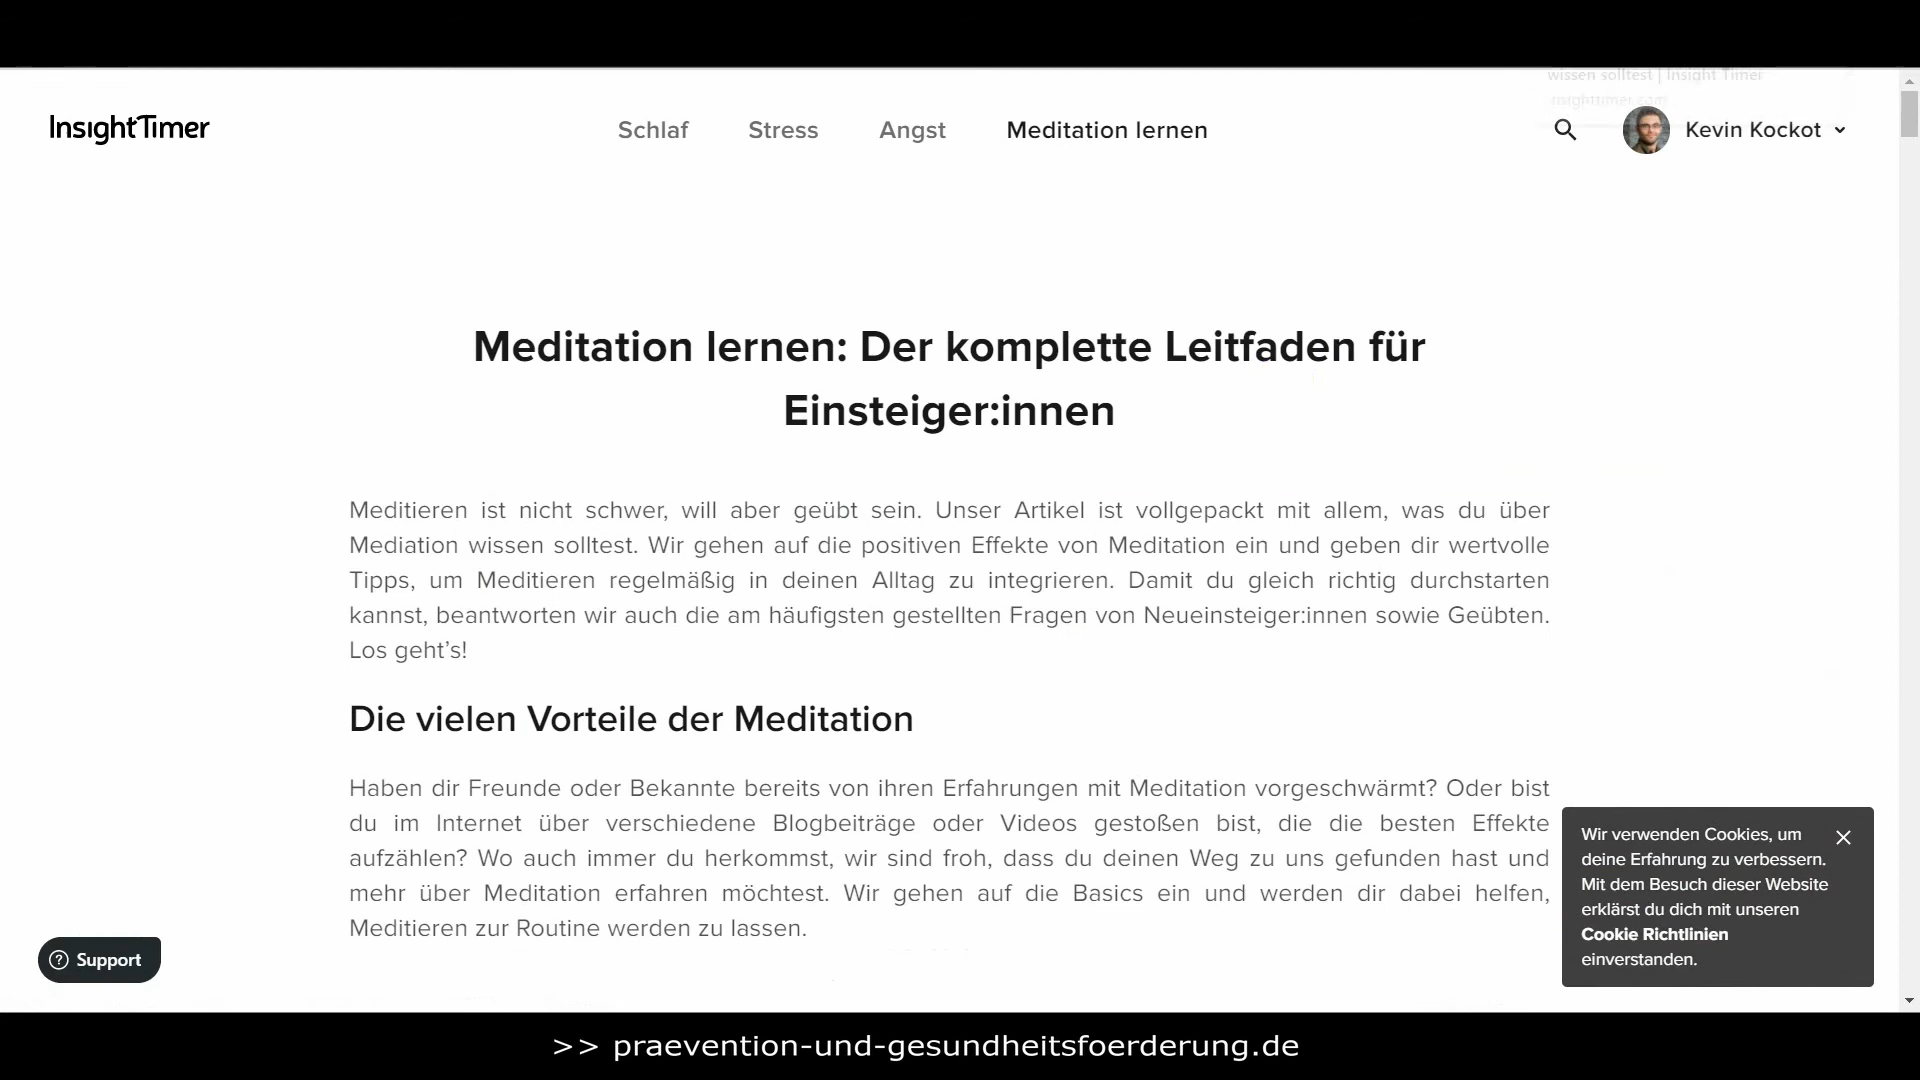 wissen solltest | Insight Timer
insighttimer.com
InsightTimer
Schlaf Stress Angst Meditation lernen
Kevin Kockot
Meditation lernen: Der komplette Leitfaden für
Einsteiger:innen
Meditieren ist nicht schwer, will aber geübt sein. Unser Artikel ist vollgepackt mit allem, was du über
Mediation wissen solltest. Wir gehen auf die positiven Effekte von Meditation ein und geben dir wertvolle
Tipps, um Meditieren regelmäßig in deinen Alltag zu integrieren. Damit du gleich richtig durchstarten
kannst, beantworten wir auch die am häufigsten gestellten Fragen von Neueinsteiger:innen sowie Geübten.
Los geht’s!
Die vielen Vorteile der Meditation
Haben dir Freunde oder Bekannte bereits von ihren Erfahrungen mit Meditation vorgeschwärmt? Oder bist
du im Internet über verschiedene Blogbeiträge oder Videos gestoßen bist, die die besten Effekte
aufzählen? Wo auch immer du herkommst, wir sind froh, dass du deinen Weg zu uns gefunden hast und
mehr über Meditation erfahren möchtest. Wir gehen auf die Basics ein und werden dir dabei helfen,
Meditieren zur Routine werden zu lassen.
Wir verwenden Cookies, um
deine Erfahrung zu verbessern.
Mit dem Besuch dieser Website
erklärst du dich mit unseren
Cookie Richtlinien
einverstanden.
Support
>> praevention-und-gesundheitsfoerderung.de